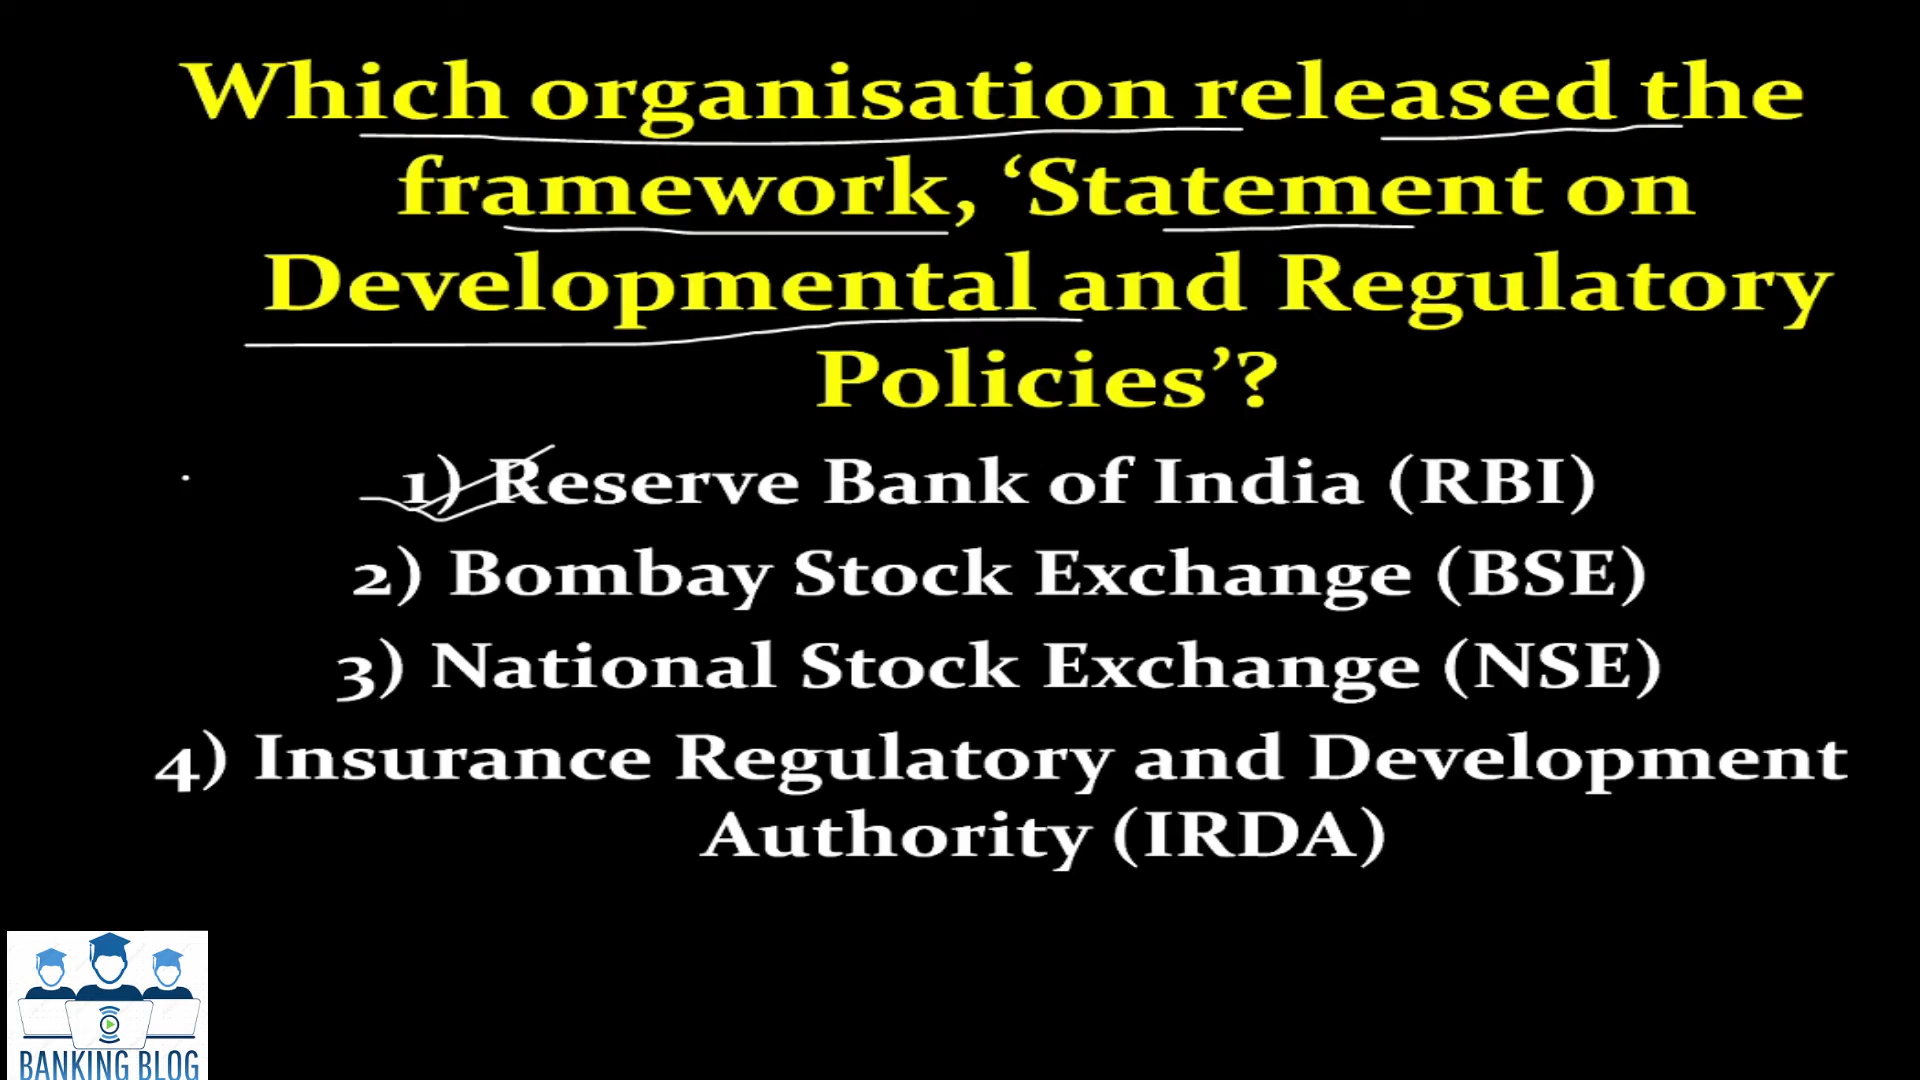 Which organisation released the
framework, ‘Statement on
Developmental and Regulatory
Policies’?
1) Reserve Bank of India (RBI)
2) Bombay Stock Exchange (BSE)
3) National Stock Exchange (NSE)
4) Insurance Regulatory and Development
Authority (IRDA)
BANKING BLOG